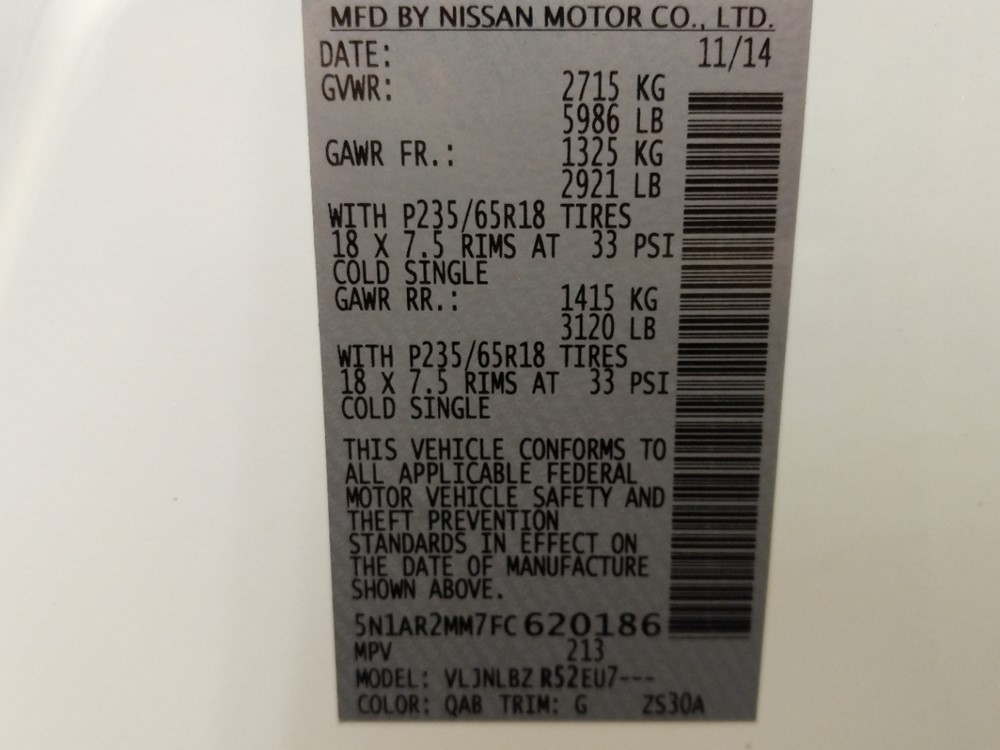 MFD BY NISSAN MOTOR CO., LTD.
DATE: 11/14
GVWR: 2715 KG
5986 LB
GAWR FR.: 1325 KG
2921 LB
WITH P235/65R18 TIRES
18 X 7.5 RIMS AT 33 PSI
COLD SINGLE
GAWR RR.: 1415 KG
3120 LB
WITH P235/65R18 TIRES
18 X 7.5 RIMS AT 33 PSI
COLD SINGLE
THIS VEHICLE CONFORMS TO
ALL APPLICABLE FEDERAL
MOTOR VEHICLE SAFETY AND
THEFT PREVENTION
STANDARDS IN EFFECT ON
THE DATE OF MANUFACTURE
SHOWN ABOVE.
5N1AR2MM7FC620186
MPV 213
MODEL: VLJNLBZ R52EU7---
COLOR: QAB TRIM: G ZS30A